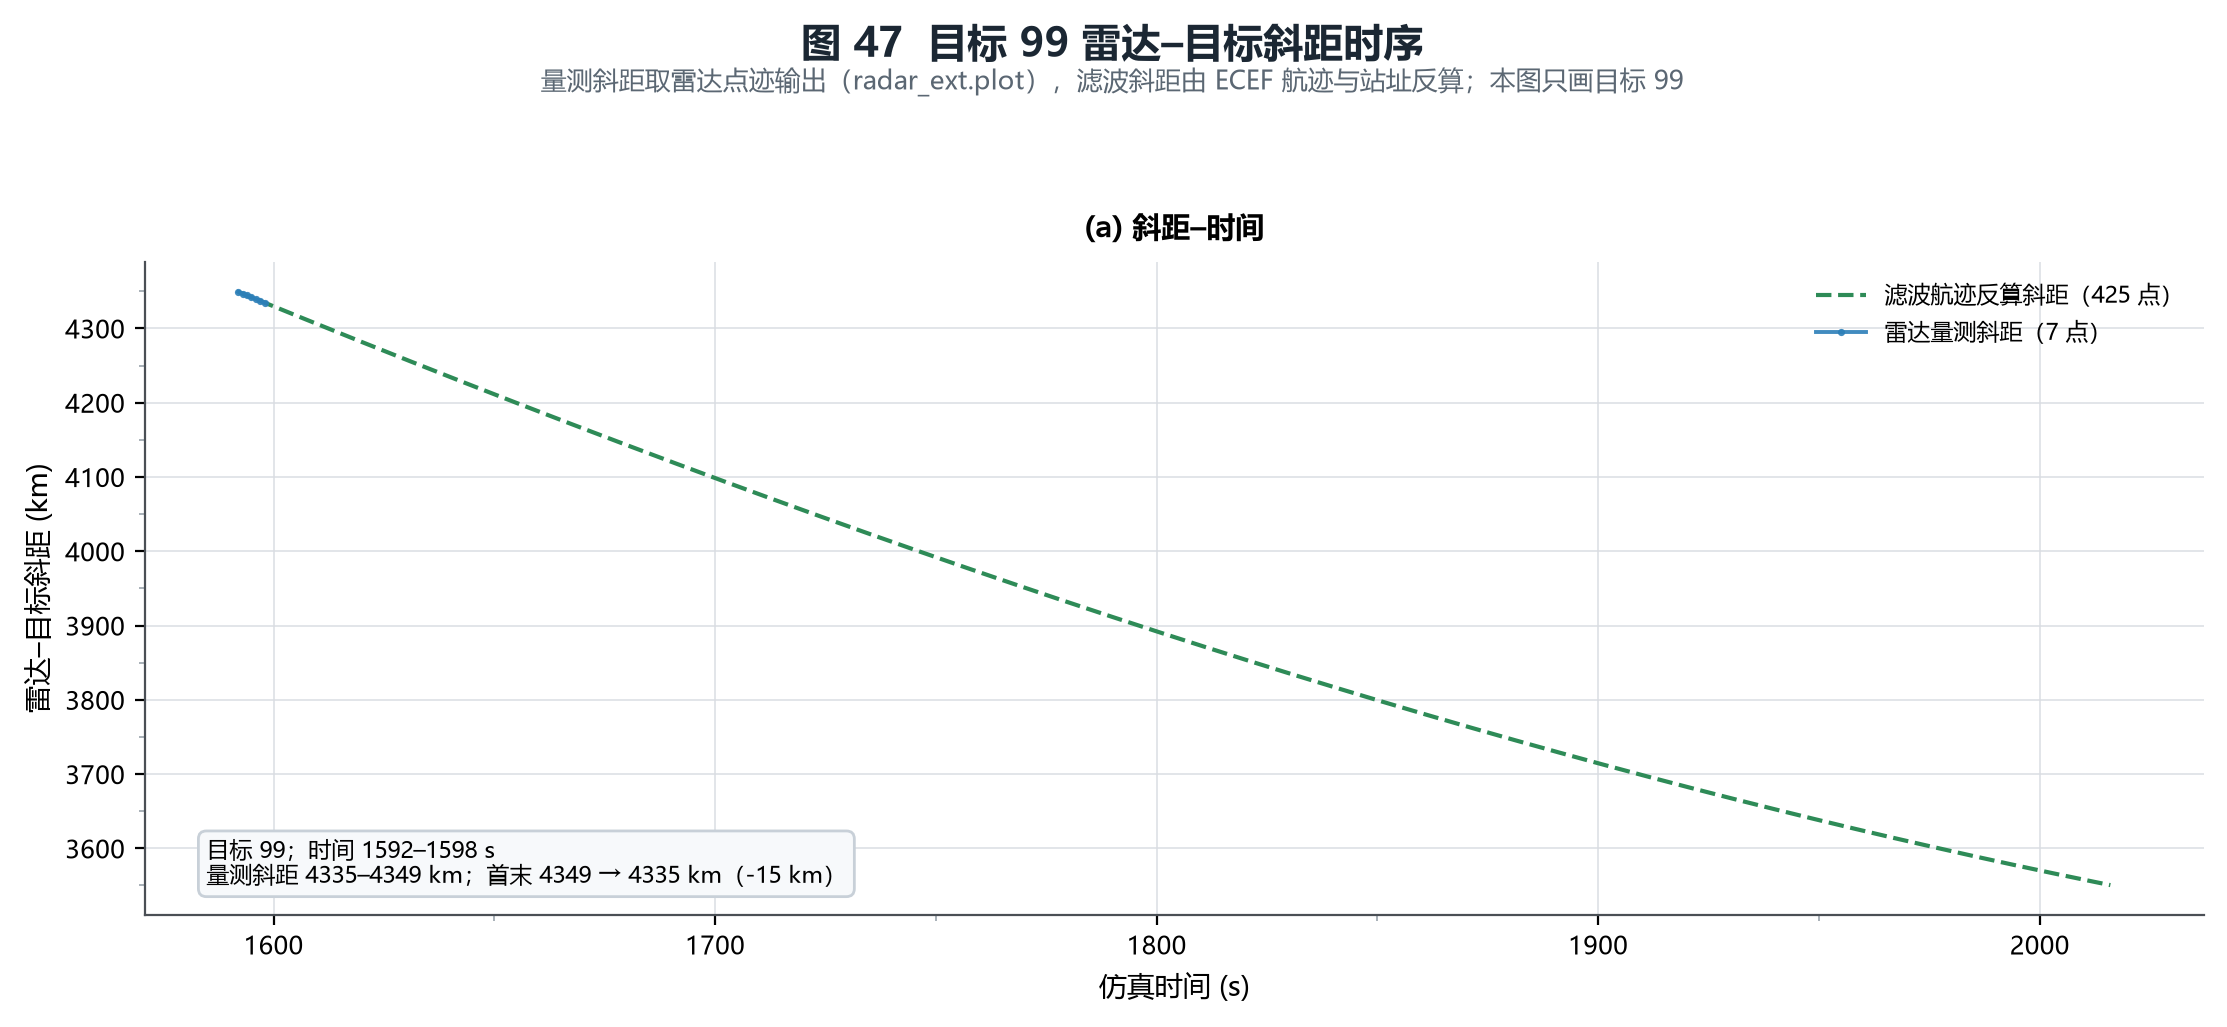 图 47  目标 99 雷达–目标斜距时序
量测斜距取雷达点迹输出（radar_ext.plot），滤波斜距由 ECEF 航迹与站址反算；本图只画目标 99
(a) 斜距–时间
滤波航迹反算斜距（425 点）
雷达量测斜距（7 点）
雷达–目标斜距 (km)
4300
4200
4100
4000
3900
3800
3700
3600
目标 99；时间 1592–1598 s
量测斜距 4335–4349 km；首末 4349 → 4335 km（-15 km）
1600
1700
1800
1900
2000
仿真时间 (s)